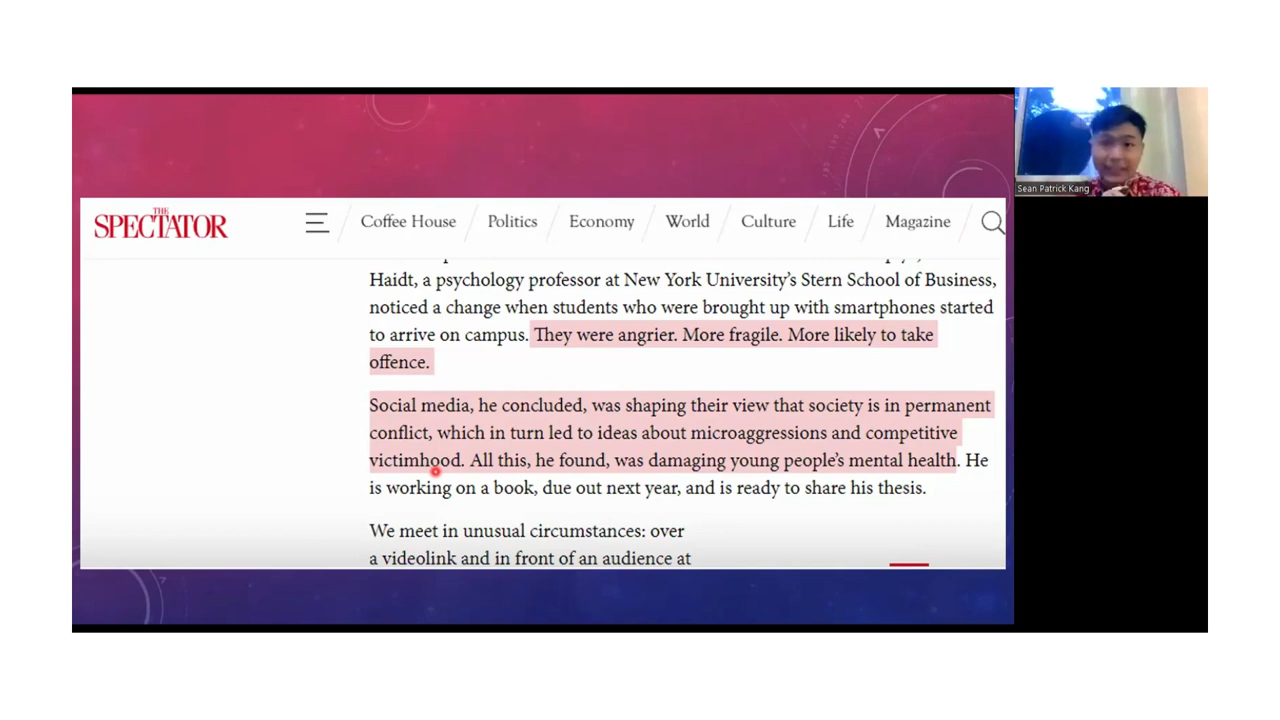 THE
SPECTATOR
Coffee House
Politics
Economy
World
Culture
Life
Magazine
Haidt, a psychology professor at New York University's Stern School of Business,
noticed a change when students who were brought up with smartphones started
to arrive on campus. They were angrier. More fragile. More likely to take
offence.
Social media, he concluded, was shaping their view that society is in permanent
conflict, which in turn led to ideas about microaggressions and competitive
victimhood. All this, he found, was damaging young people's mental health. He
is working on a book, due out next year, and is ready to share his thesis.
We meet in unusual circumstances: over
a videolink and in front of an audience at
Sean Patrick Kang